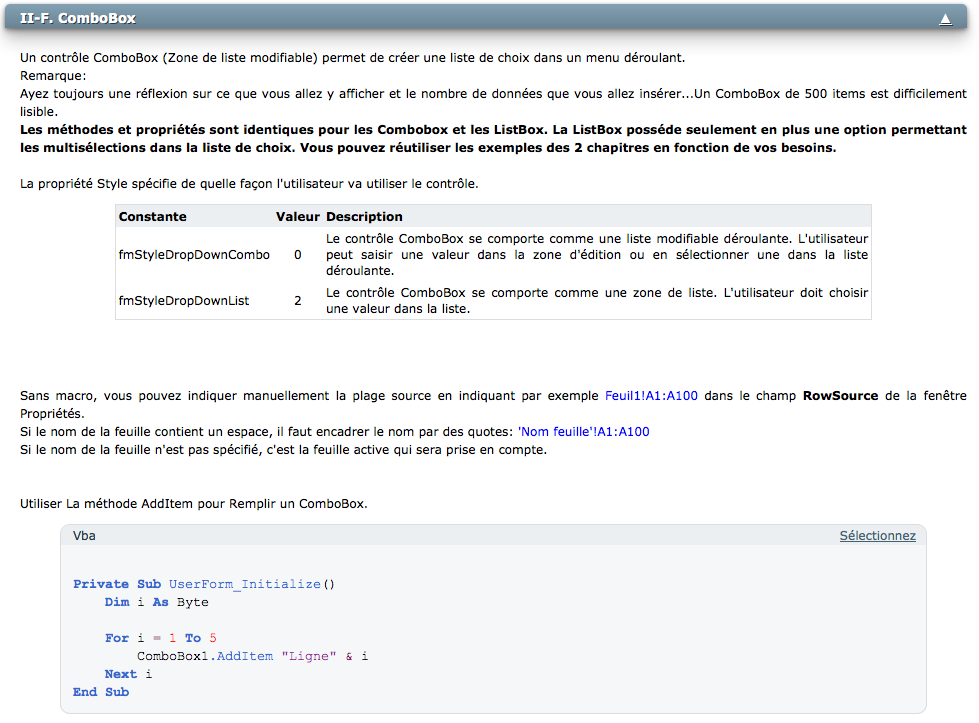 II-F. ComboBox
Un contrôle ComboBox (Zone de liste modifiable) permet de créer une liste de choix dans un menu déroulant.
Remarque:
Ayez toujours une réflexion sur ce que vous allez y afficher et le nombre de données que vous allez insérer...Un ComboBox de 500 items est difficilement
lisible.
Les méthodes et propriétés sont identiques pour les Combobox et les ListBox. La ListBox posséde seulement en plus une option permettant
les multisélections dans la liste de choix. Vous pouvez réutiliser les exemples des 2 chapitres en fonction de vos besoins.
La propriété Style spécifie de quelle façon l'utilisateur va utiliser le contrôle.
Constante Valeur Description
Le contrôle ComboBox se comporte comme une liste modifiable déroulante. L'utilisateur
fmStyleDropDownCombo 0 peut saisir une valeur dans la zone d'édition ou en sélectionner une dans la liste
déroulante.
Le contrôle ComboBox se comporte comme une zone de liste. L'utilisateur doit choisir
fmStyleDropDownList 2
une valeur dans la liste.
Sans macro, vous pouvez indiquer manuellement la plage source en indiquant par exemple Feuil1!A1:A100 dans le champ RowSource de la fenêtre
Propriétés.
Si le nom de la feuille contient un espace, il faut encadrer le nom par des quotes: 'Nom feuille'!A1:A100
Si le nom de la feuille n'est pas spécifié, c'est la feuille active qui sera prise en compte.
Utiliser La méthode AddItem pour Remplir un ComboBox.
Vba Sélectionnez
Private Sub UserForm_Initialize()
Dim i As Byte
For i = 1 To 5
ComboBox1.AddItem "Ligne" & i
Next i
End Sub